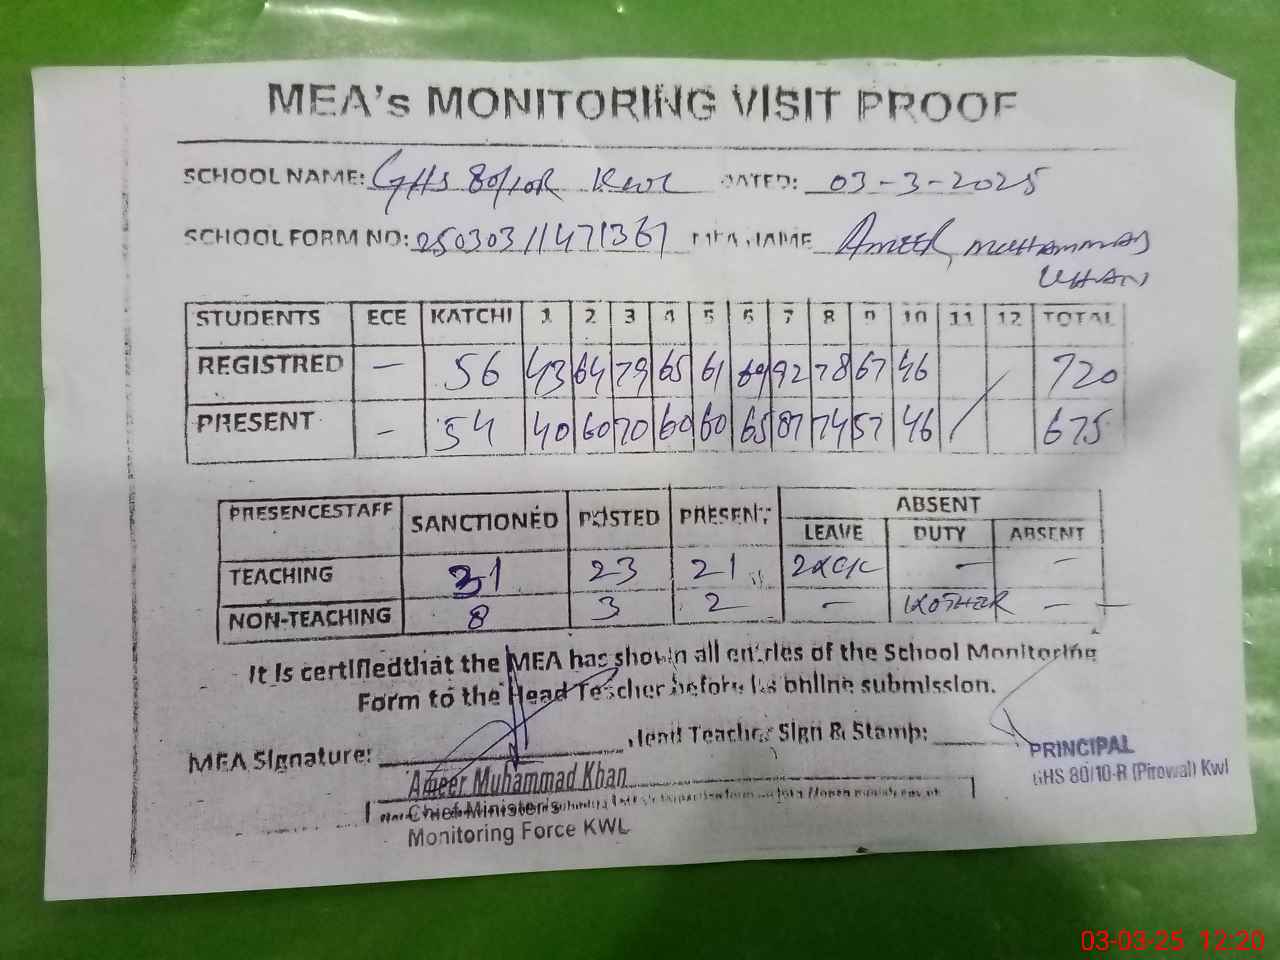 MEA's MONITORING VISIT PROOF
SCHOOL NAME: GHS 80/10R KWL DATED: 03-3-2025
SCHOOL FORM NO: 25030311471367 MEA NAME AMEER MUHAMMAD
KHAN
STUDENTS ECE KATCHI 1 2 3 4 5 6 7 8 9 10 11 12 TOTAL
REGISTRED - 56 43 64 79 65 61 69 92 78 67 46 / 720
PRESENT - 54 40 60 70 60 60 65 87 74 57 46 / 675
PRESENCESTAFF SANCTIONED POSTED PRESENT ABSENT
LEAVE DUTY ABSENT
TEACHING 31 23 21 2XC/L - -
NON-TEACHING 8 3 2 - 1XOTHER -
It is certifiedthat the MEA has shown all entries of the School Monitoring
Form to the Head Teacher before its online submission.
MEA Signature: Head Teacher Sign & Stamp:
PRINCIPAL
GHS 80/10-R (Pirowal) Kwl
Ameer Muhammad Khan
Chief Minister's
Monitoring Force KWL
03-03-25 12:20